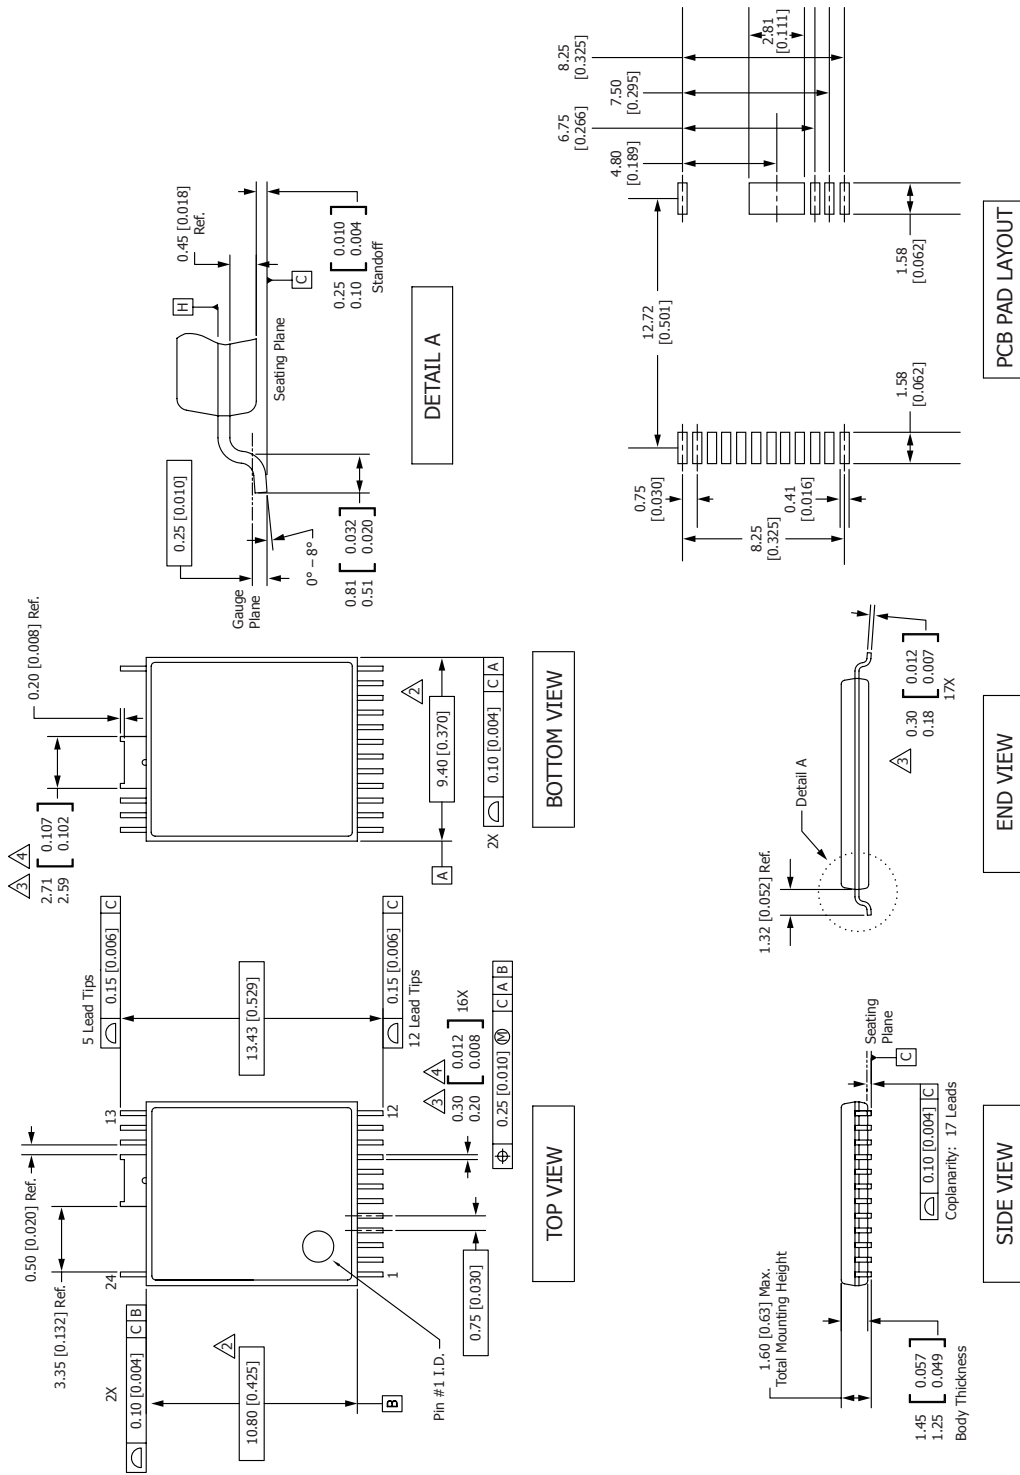 2X
0.10 [0.004] C B
3.35 [0.132] Ref.
0.50 [0.020] Ref.
24
13
5 Lead Tips
0.15 [0.006] C
2
10.80 [0.425]
B
13.43 [0.529]
Pin #1 I.D.
1
12
0.15 [0.006] C
12 Lead Tips
0.75 [0.030]
3 4
0.30 [0.012] 16X
0.20 [0.008]
0.25 [0.010] Ⓜ C A B
TOP VIEW
3 4
2.71 [0.107]
2.59 [0.102]
0.20 [0.008] Ref.
A
9.40 [0.370]
2
2X
0.10 [0.004] C A
BOTTOM VIEW
Gauge
Plane
0.25 [0.010]
H
0.45 [0.018]
Ref.
0° – 8°
0.81 [0.032]
0.51 [0.020]
Seating Plane
C
0.25 [0.010]
0.10 [0.004]
Standoff
DETAIL A
1.60 [0.63] Max.
Total Mounting Height
1.45 [0.057]
1.25 [0.049]
Body Thickness
Seating
Plane
C
0.10 [0.004] C
Coplanarity: 17 Leads
SIDE VIEW
1.32 [0.052] Ref.
Detail A
3
0.30 [0.012]
0.18 [0.007]
17X
END VIEW
0.75
[0.030]
8.25
[0.325]
0.41
[0.016]
12.72
[0.501]
1.58
[0.062]
4.80
[0.189]
6.75
[0.266]
7.50
[0.295]
8.25
[0.325]
2.81
[0.111]
1.58
[0.062]
PCB PAD LAYOUT